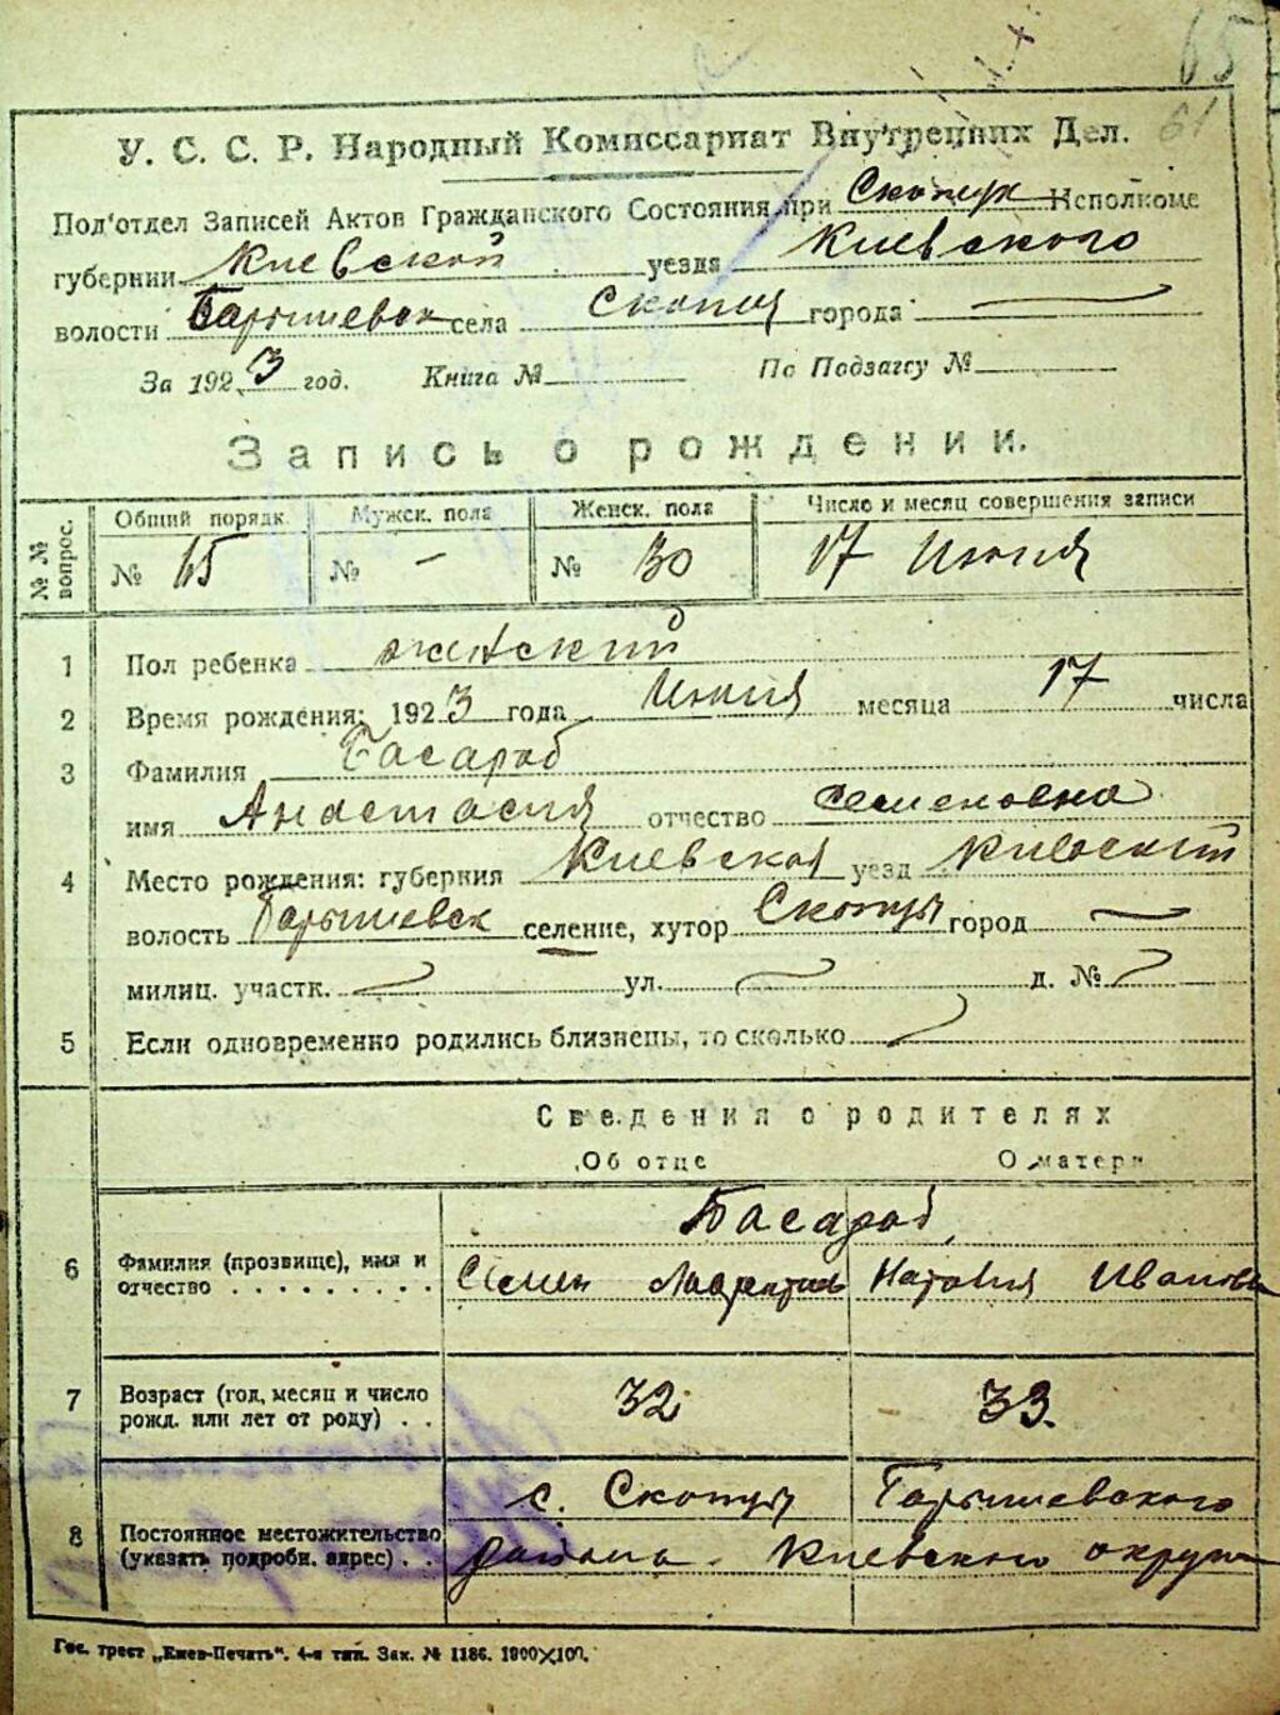 65
61
У. С. С. Р. Народный Комиссариат Внутренних Дел.
Под'отдел Записей Актов Гражданского Состояния при Исполкоме
губернии Киевской уезда Киевского
волости Барышевск села города
За 1923 год. Книга № По Подзагсу №
Запись о рождении.
№ № вопрос. Общий порядк. Мужск. пола Женск. пола Число и месяц совершения записи
№ 65 № — № 30 17 Июня
1 Пол ребенка женский
2 Время рождения: 1923 года Июня месяца 17 числа
3 Фамилия Басараб
имя Анастасия отчество Семеновна
4 Место рождения: губерния Киевская уезд Киевский
волость Барышевск селение, хутор Скопцы город —
милиц. участк. ул. д. №
5 Если одновременно родились близнецы, то сколько
Сведения о родителях
Об отце О матери
Басараб
6 Фамилия (прозвище), имя и
отчество . . . . . . . . . Семен Наталия Иванов
7 Возраст (год, месяц и число
рожд. или лет от роду) . . 32 33.
с. Скопцы Барышевского
8 Постоянное местожительство
(указать подробн. адрес) . . района Киевского округа
Гос. трест „Киев-Печать“. 4-я тип. Зак. № 1186. 1900×100.